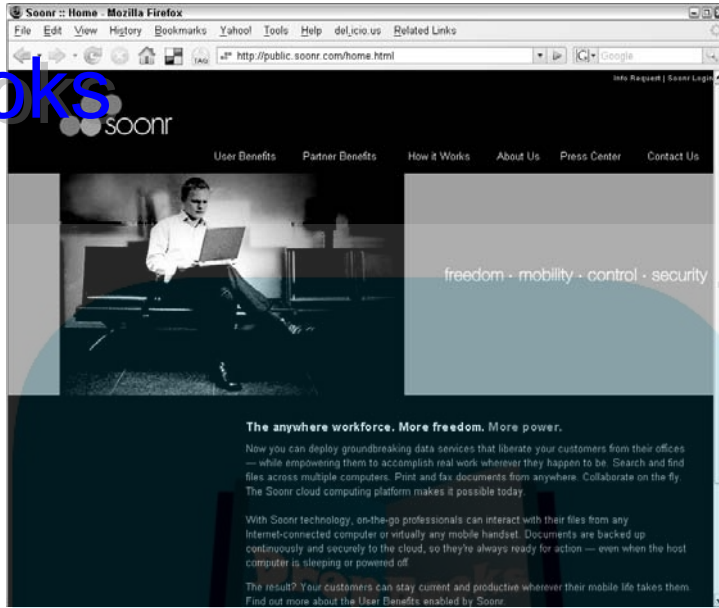 Soonr :: Home - Mozilla Firefox
File Edit View History Bookmarks Yahoo! Tools Help del.icio.us Related Links
TAG http://public.soonr.com/home.html G Google
Info Request | Soonr Login
oks
soonr
User Benefits Partner Benefits How it Works About Us Press Center Contact Us
freedom · mobility · control · security
The anywhere workforce. More freedom. More power.
Now you can deploy groundbreaking data services that liberate your customers from their offices
— while empowering them to accomplish real work wherever they happen to be. Search and find
files across multiple computers. Print and fax documents from anywhere. Collaborate on the fly.
The Soonr cloud computing platform makes it possible today.
With Soonr technology, on-the-go professionals can interact with their files from any
Internet-connected computer or virtually any mobile handset. Documents are backed up
continuously and securely to the cloud, so they're always ready for action — even when the host
computer is sleeping or powered off.
The result? Your customers can stay current and productive wherever their mobile life takes them.
Find out more about the User Benefits enabled by Soonr.